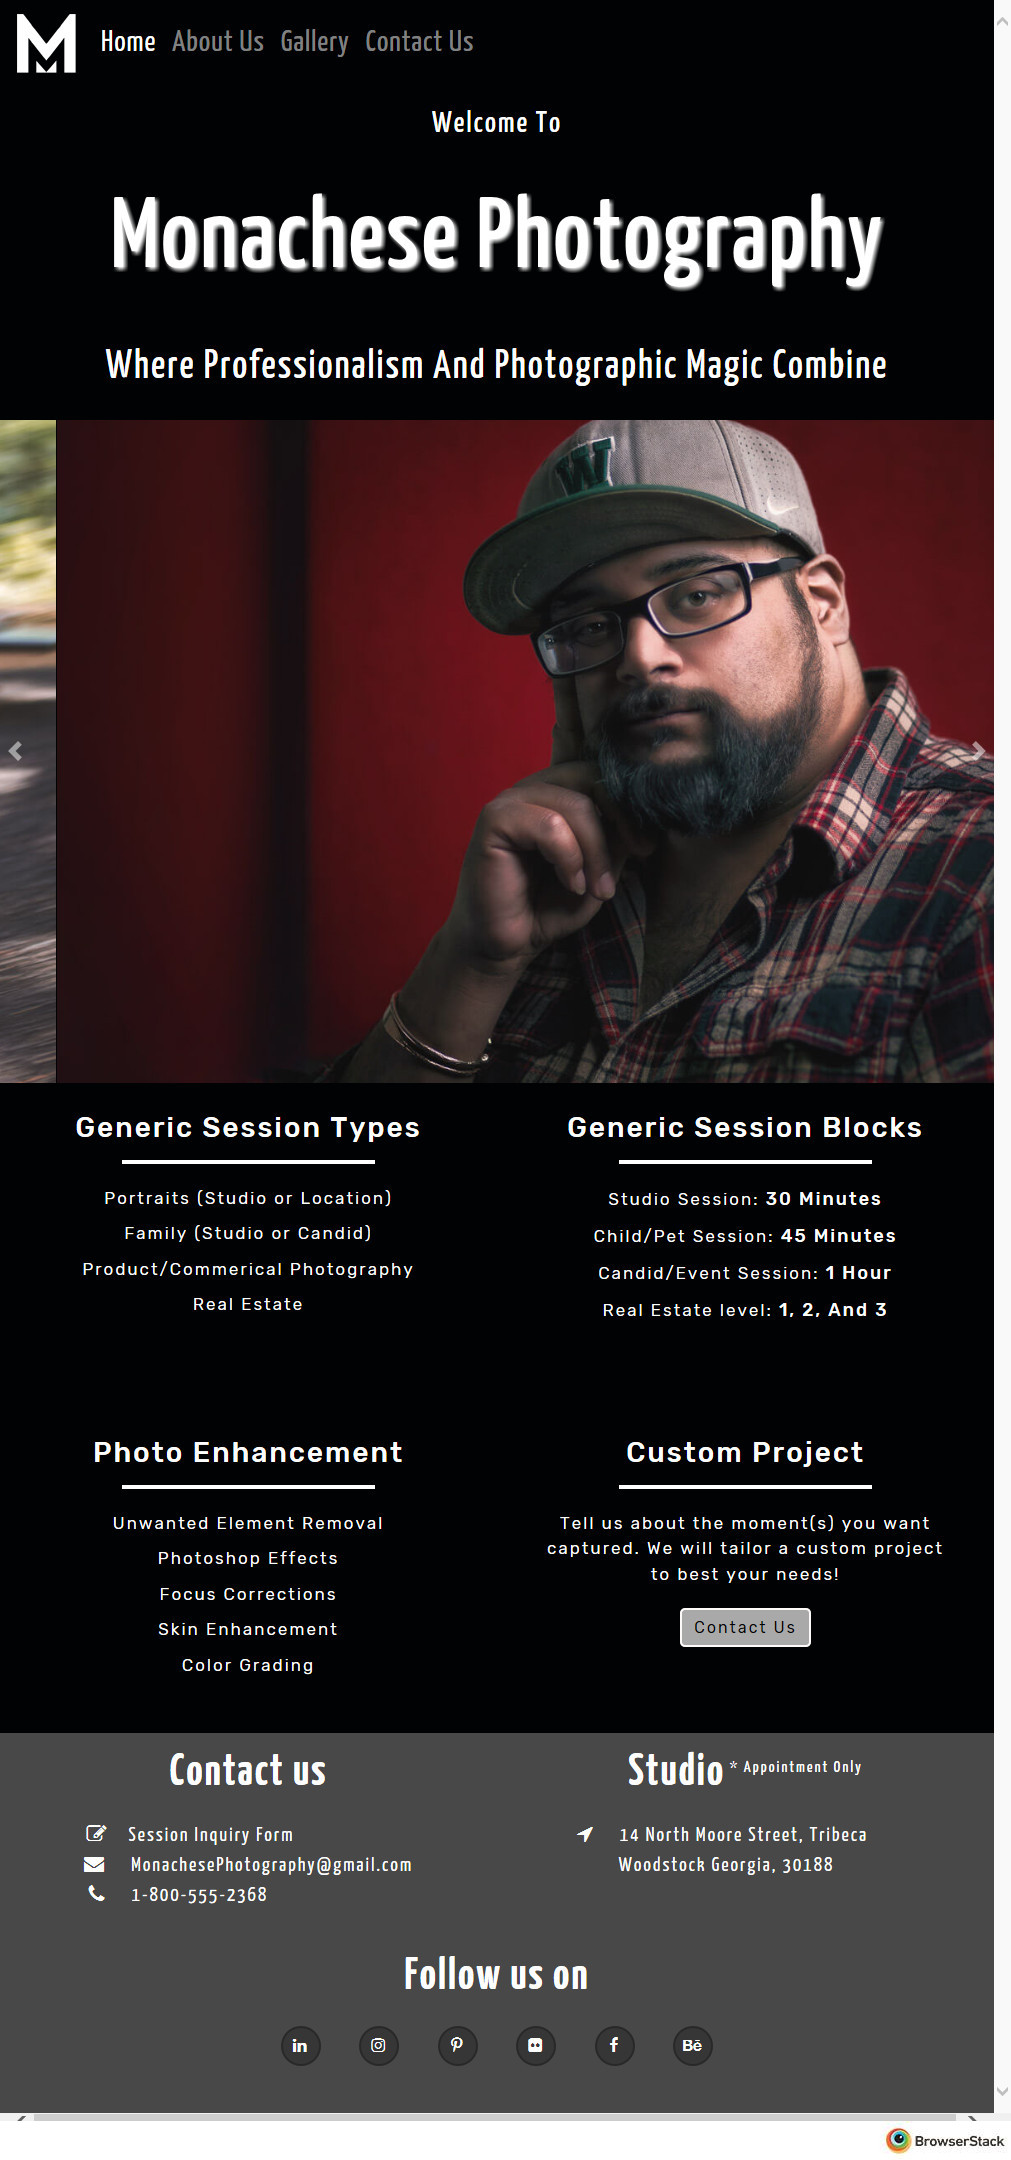 M Home About Us Gallery Contact Us
Welcome To
Monachese Photography
Where Professionalism And Photographic Magic Combine
W
Generic Session Types
Portraits (Studio or Location)
Family (Studio or Candid)
Product/Commerical Photography
Real Estate
Generic Session Blocks
Studio Session: 30 Minutes
Child/Pet Session: 45 Minutes
Candid/Event Session: 1 Hour
Real Estate level: 1, 2, And 3
Photo Enhancement
Unwanted Element Removal
Photoshop Effects
Focus Corrections
Skin Enhancement
Color Grading
Custom Project
Tell us about the moment(s) you want
captured. We will tailor a custom project
to best your needs!
Contact Us
Contact us
Session Inquiry Form
MonachesePhotography@gmail.com
1-800-555-2368
Studio * Appointment Only
14 North Moore Street, Tribeca
Woodstock Georgia, 30188
Follow us on
in
f
Bē
BrowserStack